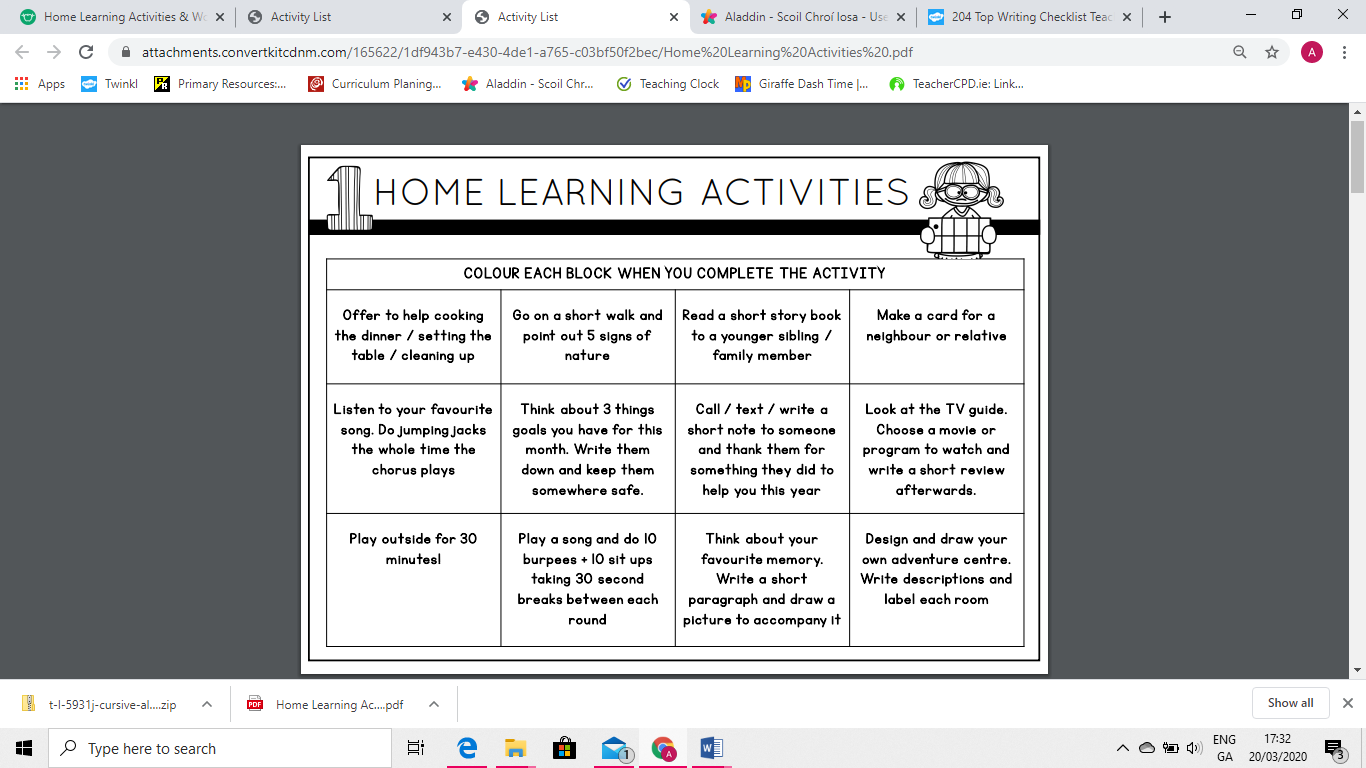 Home Learning Activities & Wo
Activity List
Activity List
Aladdin - Scoil Chroí Iosa - Use
204 Top Writing Checklist Teac
attachments.convertkitcdnm.com/165622/1df943b7-e430-4de1-a765-c03bf50f2bec/Home%20Learning%20Activities%20.pdf
A
Apps
Twinkl
Primary Resources:...
Curriculum Planing...
Aladdin - Scoil Chr...
Teaching Clock
Giraffe Dash Time |...
TeacherCPD.ie: Link...
1 HOME LEARNING ACTIVITIES
COLOUR EACH BLOCK WHEN YOU COMPLETE THE ACTIVITY
Offer to help cooking
the dinner / setting the
table / cleaning up
Go on a short walk and
point out 5 signs of
nature
Read a short story book
to a younger sibling /
family member
Make a card for a
neighbour or relative
Listen to your favourite
song. Do jumping jacks
the whole time the
chorus plays
Think about 3 things
goals you have for this
month. Write them
down and keep them
somewhere safe.
Call / text / write a
short note to someone
and thank them for
something they did to
help you this year
Look at the TV guide.
Choose a movie or
program to watch and
write a short review
afterwards.
Play outside for 30
minutes!
Play a song and do 10
burpees + 10 sit ups
taking 30 second
breaks between each
round
Think about your
favourite memory.
Write a short
paragraph and draw a
picture to accompany it
Design and draw your
own adventure centre.
Write descriptions and
label each room
t-l-5931j-cursive-al....zip
PDF
Home Learning Ac....pdf
Show all
Type here to search
1
A
W
ENG
GA
17:32
20/03/2020
3